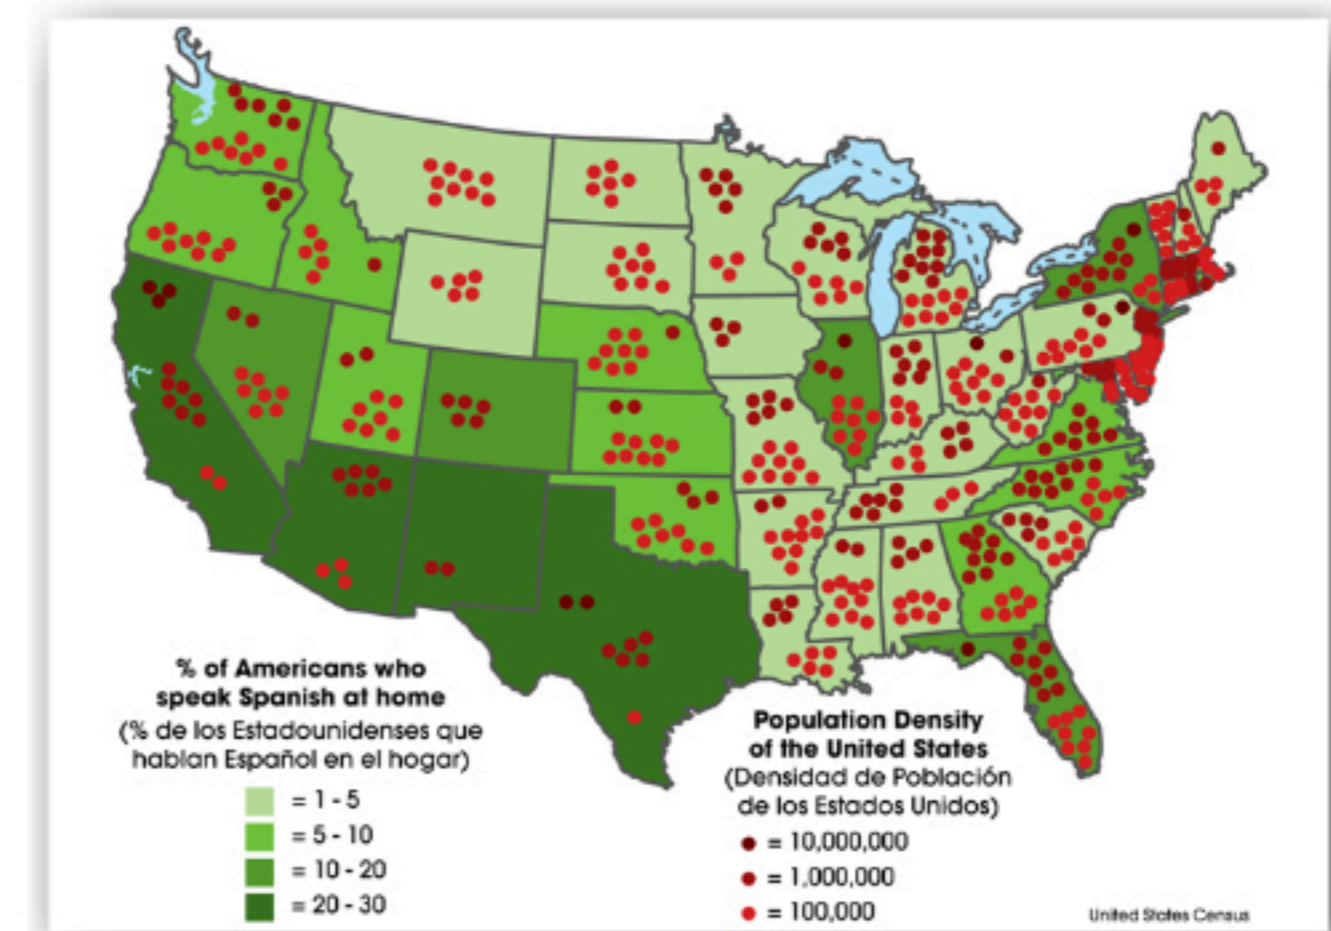 % of Americans who
speak Spanish at home
(% de los Estadounidenses que
hablan Español en el hogar)
= 1 - 5
= 5 - 10
= 10 - 20
= 20 - 30
Population Density
of the United States
(Densidad de Población
de los Estados Unidos)
= 10,000,000
= 1,000,000
= 100,000
United States Census